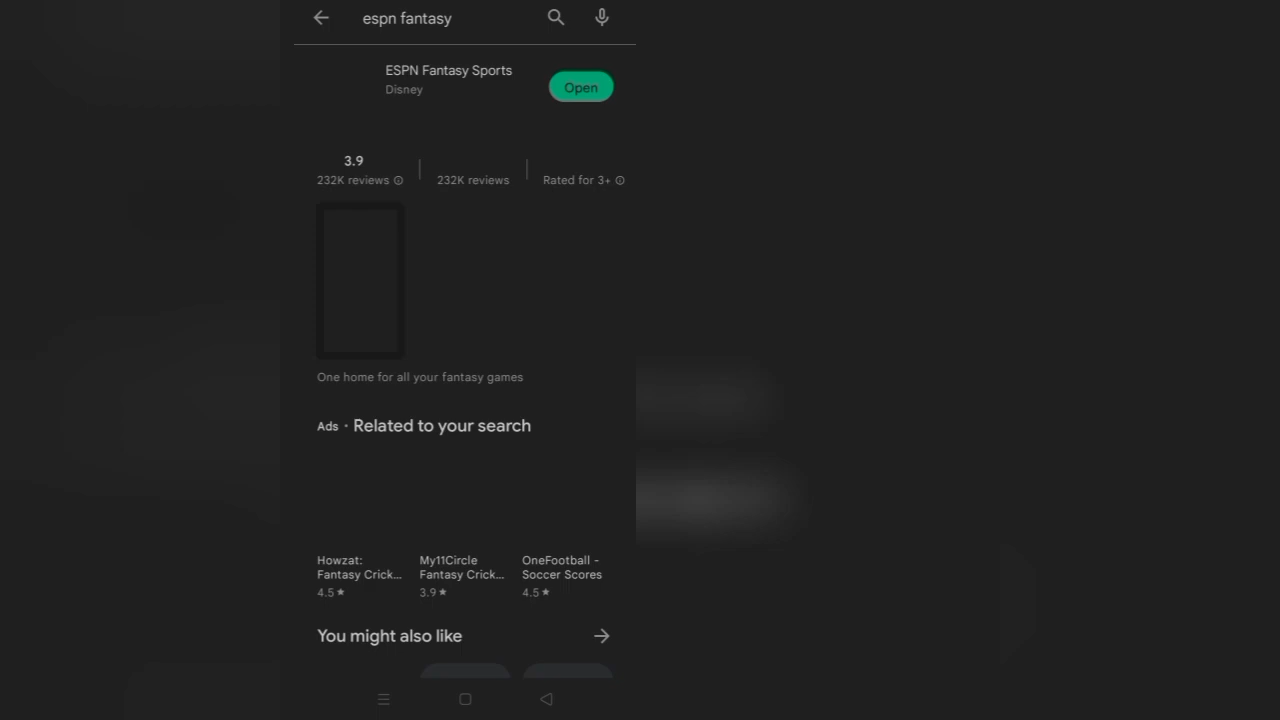 espn fantasy
ESPN Fantasy Sports
Disney
Open
3.9
232K reviews
232K reviews
Rated for 3+
One home for all your fantasy games
Ads • Related to your search
Howzat:
Fantasy Crick...
4.5★
My11Circle
Fantasy Crick...
3.9★
OneFootball -
Soccer Scores
4.5★
You might also like